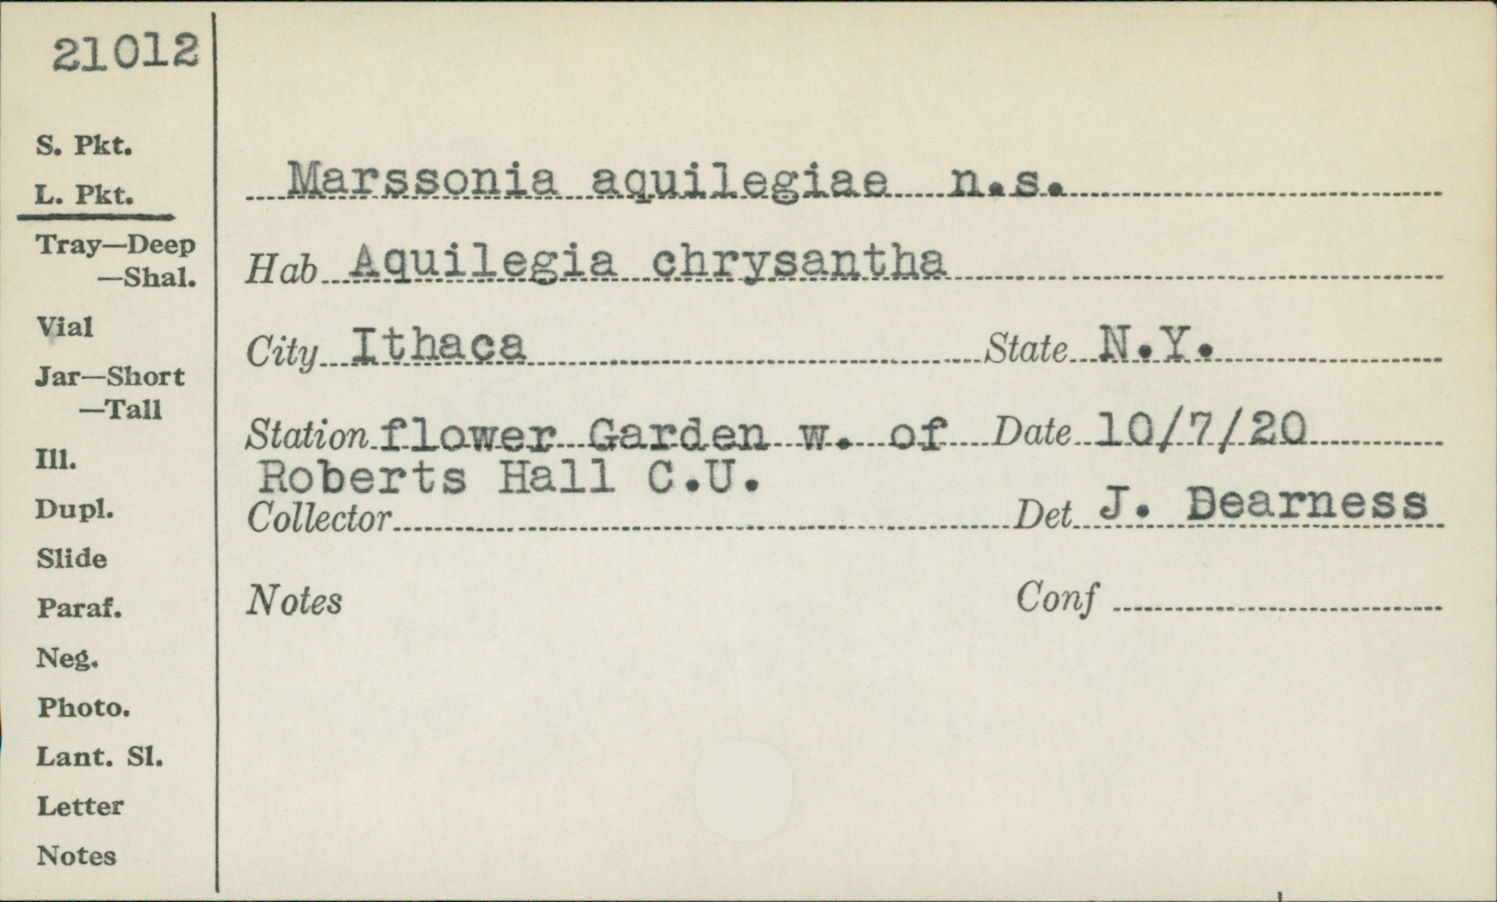 21012
S. Pkt.
L. Pkt.
Tray—Deep
—Shal.
Vial
Jar—Short
—Tall
Ill.
Dupl.
Slide
Paraf.
Neg.
Photo.
Lant. Sl.
Letter
Notes
Marssonia aquilegiae n.s.
Hab Aquilegia chrysantha
City Ithaca State N.Y.
Station flower Garden w. of Date 10/7/20
Roberts Hall C.U.
Collector Det J. Dearness
Notes Conf